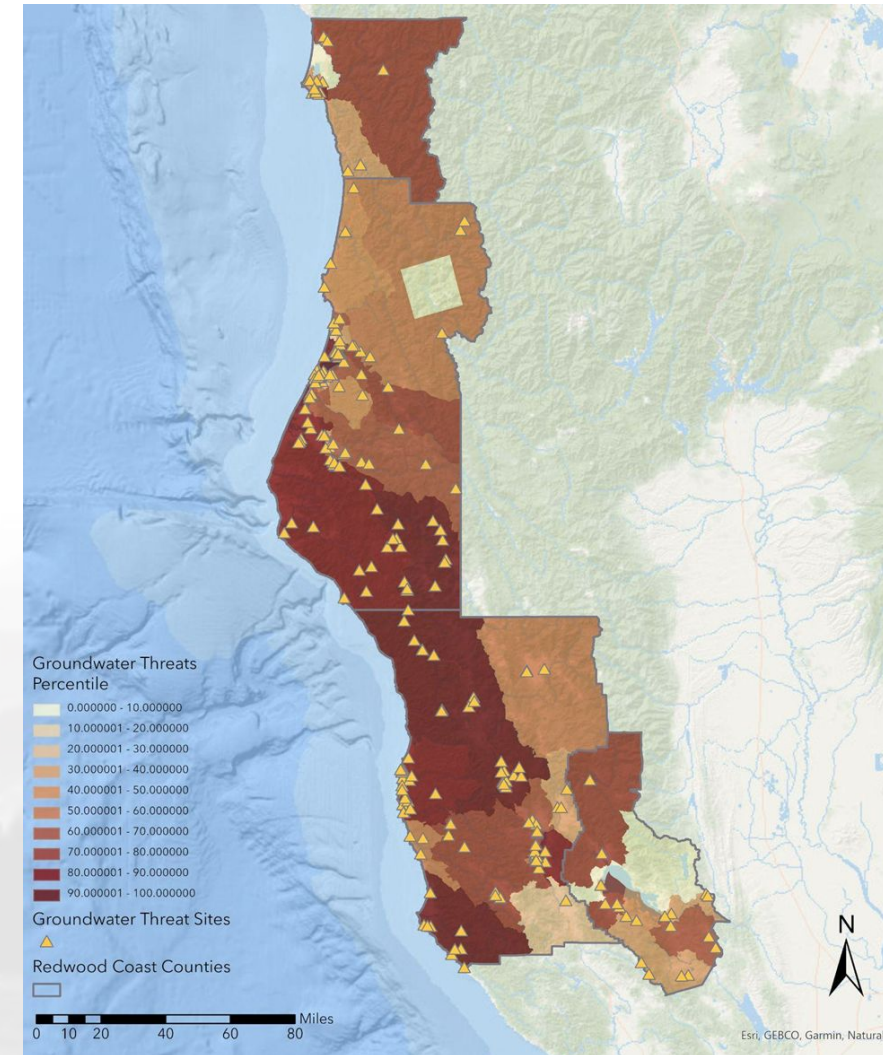 Groundwater Threats
Percentile
0.000000 - 10.000000
10.000001 - 20.000000
20.000001 - 30.000000
30.000001 - 40.000000
40.000001 - 50.000000
50.000001 - 60.000000
60.000001 - 70.000000
70.000001 - 80.000000
80.000001 - 90.000000
90.000001 - 100.000000
Groundwater Threat Sites
Redwood Coast Counties
Miles
0 10 20 40 60 80
N
Esri, GEBCO, Garmin, Natura